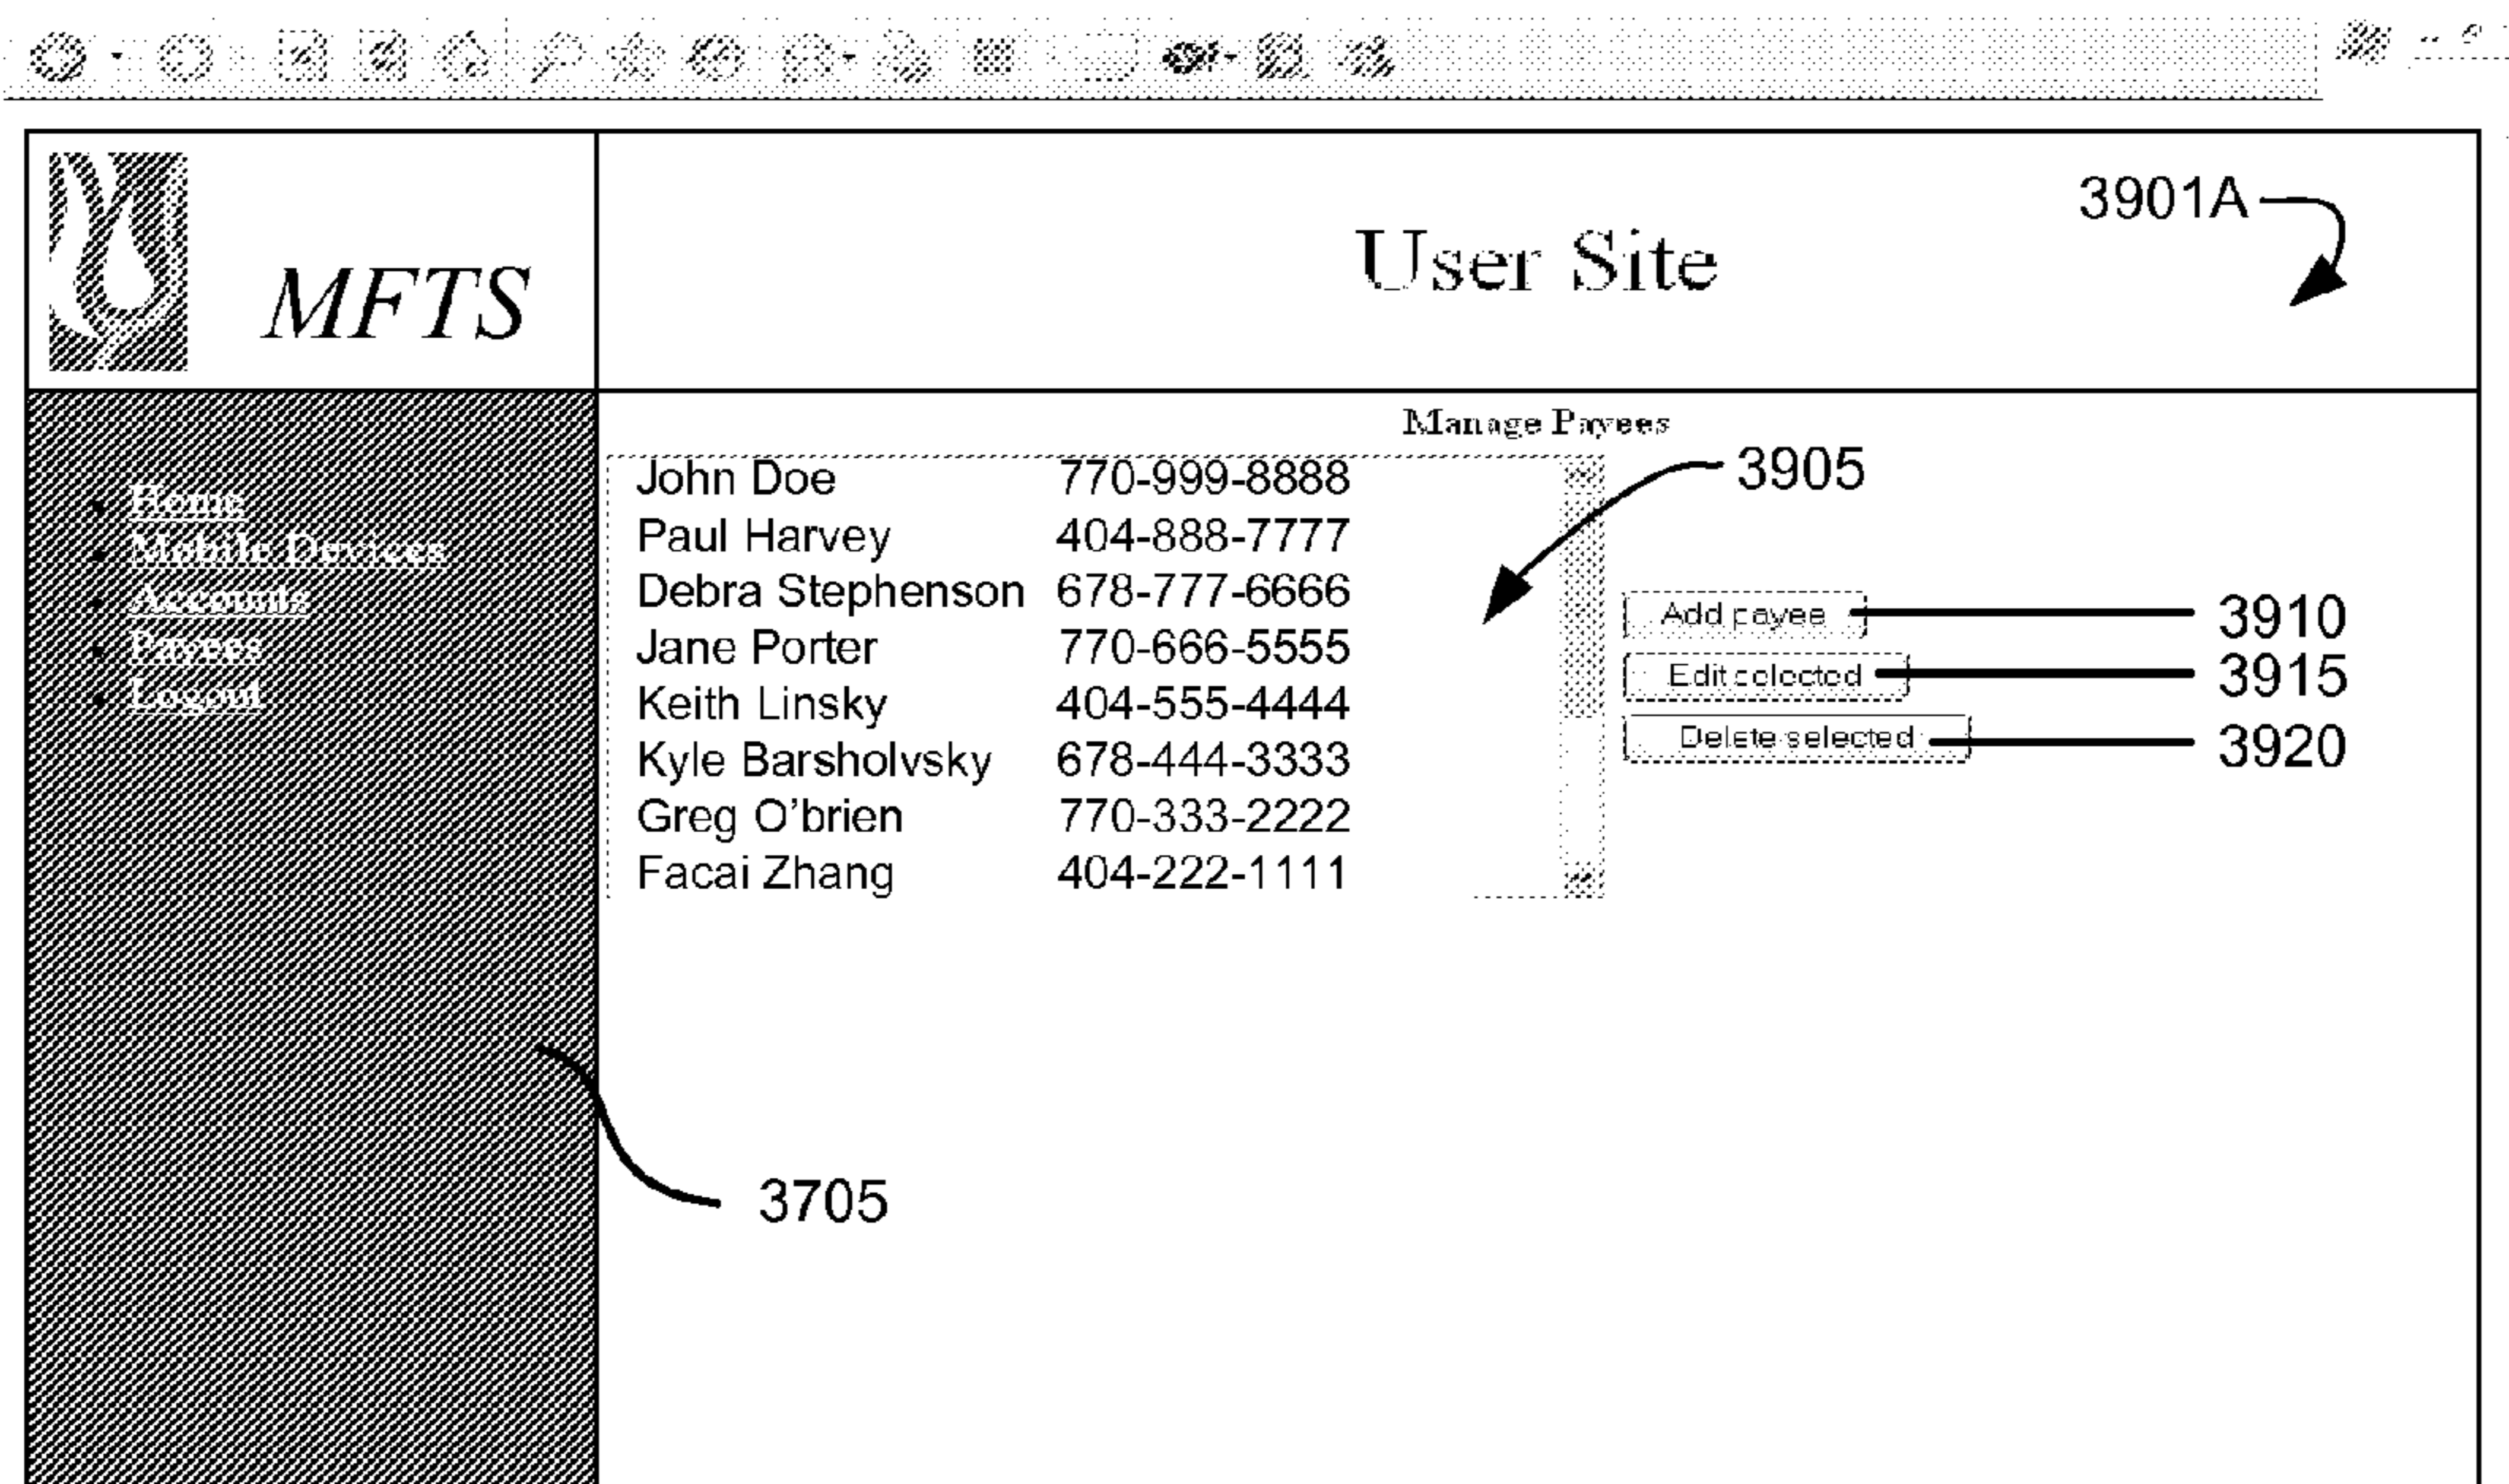 3901A
User Site
MFTS
Manage Payees
Home
Mobile Devices
Accounts
Payees
Logout
John Doe 770-999-8888
Paul Harvey 404-888-7777
Debra Stephenson 678-777-6666
Jane Porter 770-666-5555
Keith Linsky 404-555-4444
Kyle Barsholvsky 678-444-3333
Greg O'brien 770-333-2222
Facai Zhang 404-222-1111
3905
Add payee 3910
Edit selected 3915
Delete selected 3920
3705